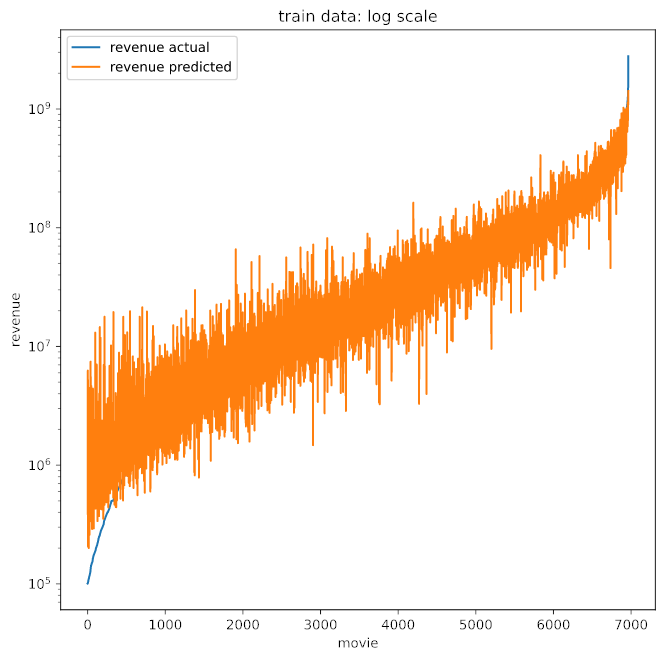 train data: log scale
revenue actual
revenue predicted
10⁹
10⁸
10⁷
10⁶
10⁵
revenue
0 1000 2000 3000 4000 5000 6000 7000
movie